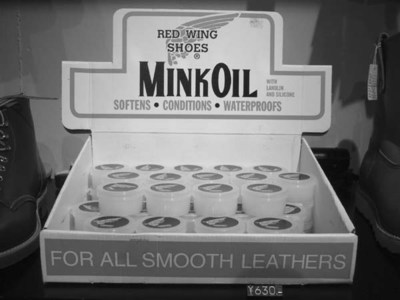 RED WING
SHOES
®
MINK OIL
WITH
LANOLIN
AND SILICONE
SOFTENS • CONDITIONS • WATERPROOFS
FOR ALL SMOOTH LEATHERS
¥630-